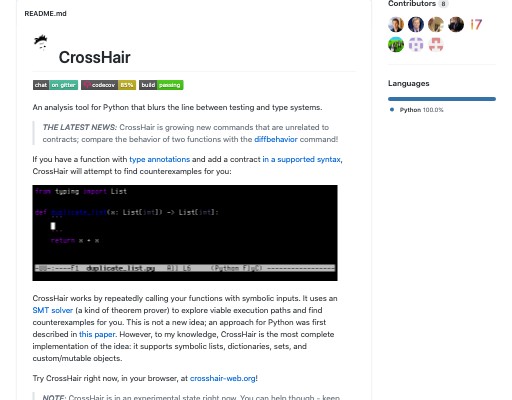 Contributors 8
README.md
CrossHair
chat on gitter codecov 85% build passing
Languages
Python 100.0%
An analysis tool for Python that blurs the line between testing and type systems.
THE LATEST NEWS: CrossHair is growing new commands that are unrelated to
contracts; compare the behavior of two functions with the diffbehavior command!
If you have a function with type annotations and add a contract in a supported syntax,
CrossHair will attempt to find counterexamples for you:
from typing import List
def duplicate_list(x: List[int]) -> List[int]:
return x + x
duplicate_list.py All L6 (Python FlyC)
CrossHair works by repeatedly calling your functions with symbolic inputs. It uses an
SMT solver (a kind of theorem prover) to explore viable execution paths and find
counterexamples for you. This is not a new idea; an approach for Python was first
described in this paper. However, to my knowledge, CrossHair is the most complete
implementation of the idea: it supports symbolic lists, dictionaries, sets, and
custom/mutable objects.
Try CrossHair right now, in your browser, at crosshair-web.org!
NOTE: CrossHair is in an experimental state right now. You can help though - keep